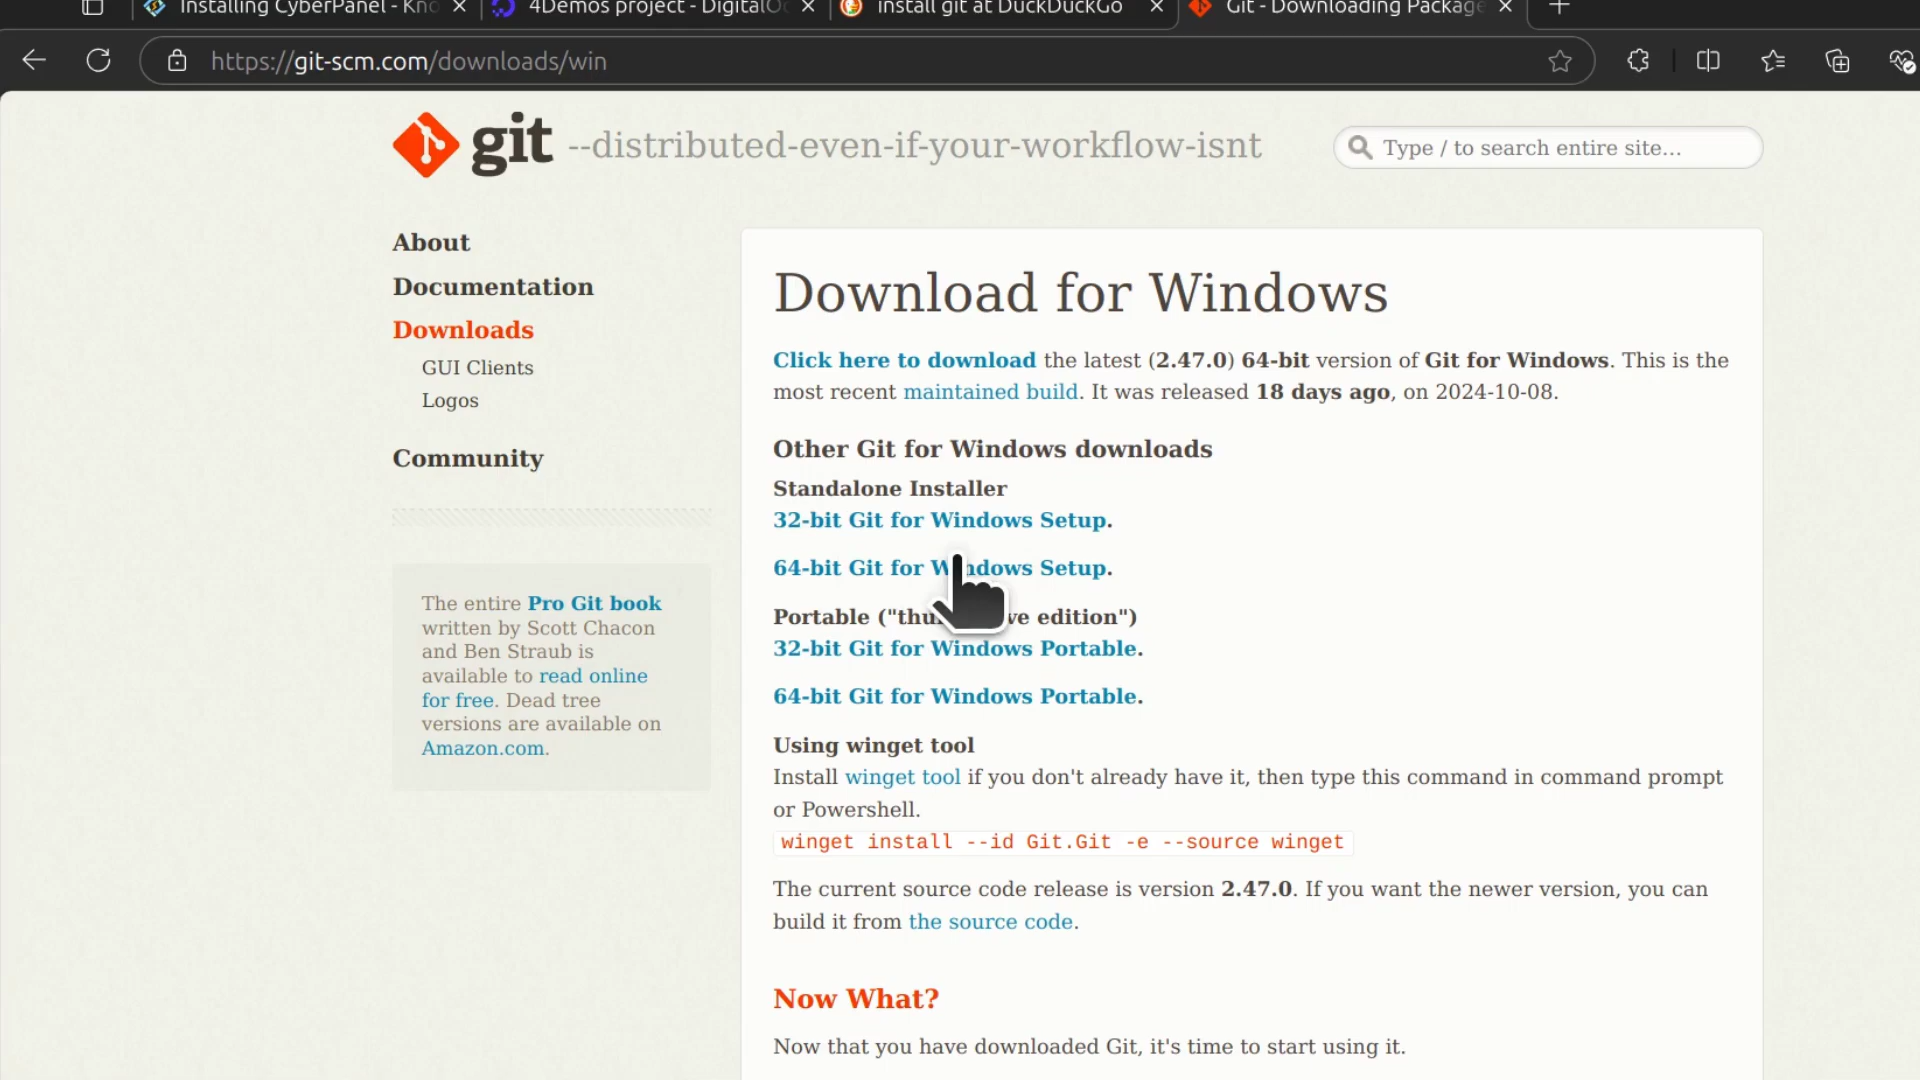 Installing CyberPanel - Kno
4Demos project - DigitalO
install git at DuckDuckGo
Git - Downloading Package
https://git-scm.com/downloads/win
git --distributed-even-if-your-workflow-isnt
Type / to search entire site...
About
Documentation
Downloads
GUI Clients
Logos
Community
The entire Pro Git book
written by Scott Chacon
and Ben Straub is
available to read online
for free. Dead tree
versions are available on
Amazon.com.
Download for Windows
Click here to download the latest (2.47.0) 64-bit version of Git for Windows. This is the
most recent maintained build. It was released 18 days ago, on 2024-10-08.
Other Git for Windows downloads
Standalone Installer
32-bit Git for Windows Setup.
64-bit Git for Windows Setup.
Portable ("thu ve edition")
32-bit Git for Windows Portable.
64-bit Git for Windows Portable.
Using winget tool
Install winget tool if you don't already have it, then type this command in command prompt
or Powershell.
winget install --id Git.Git -e --source winget
The current source code release is version 2.47.0. If you want the newer version, you can
build it from the source code.
Now What?
Now that you have downloaded Git, it's time to start using it.